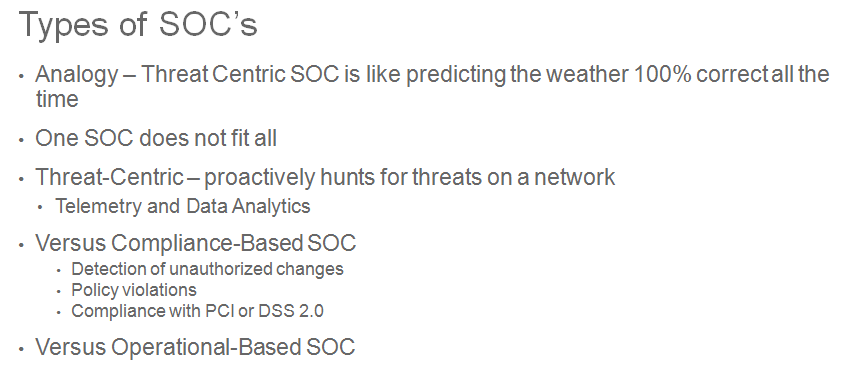 Types of SOC's
• Analogy – Threat Centric SOC is like predicting the weather 100% correct all the
time
• One SOC does not fit all
• Threat-Centric – proactively hunts for threats on a network
• Telemetry and Data Analytics
• Versus Compliance-Based SOC
• Detection of unauthorized changes
• Policy violations
• Compliance with PCI or DSS 2.0
• Versus Operational-Based SOC